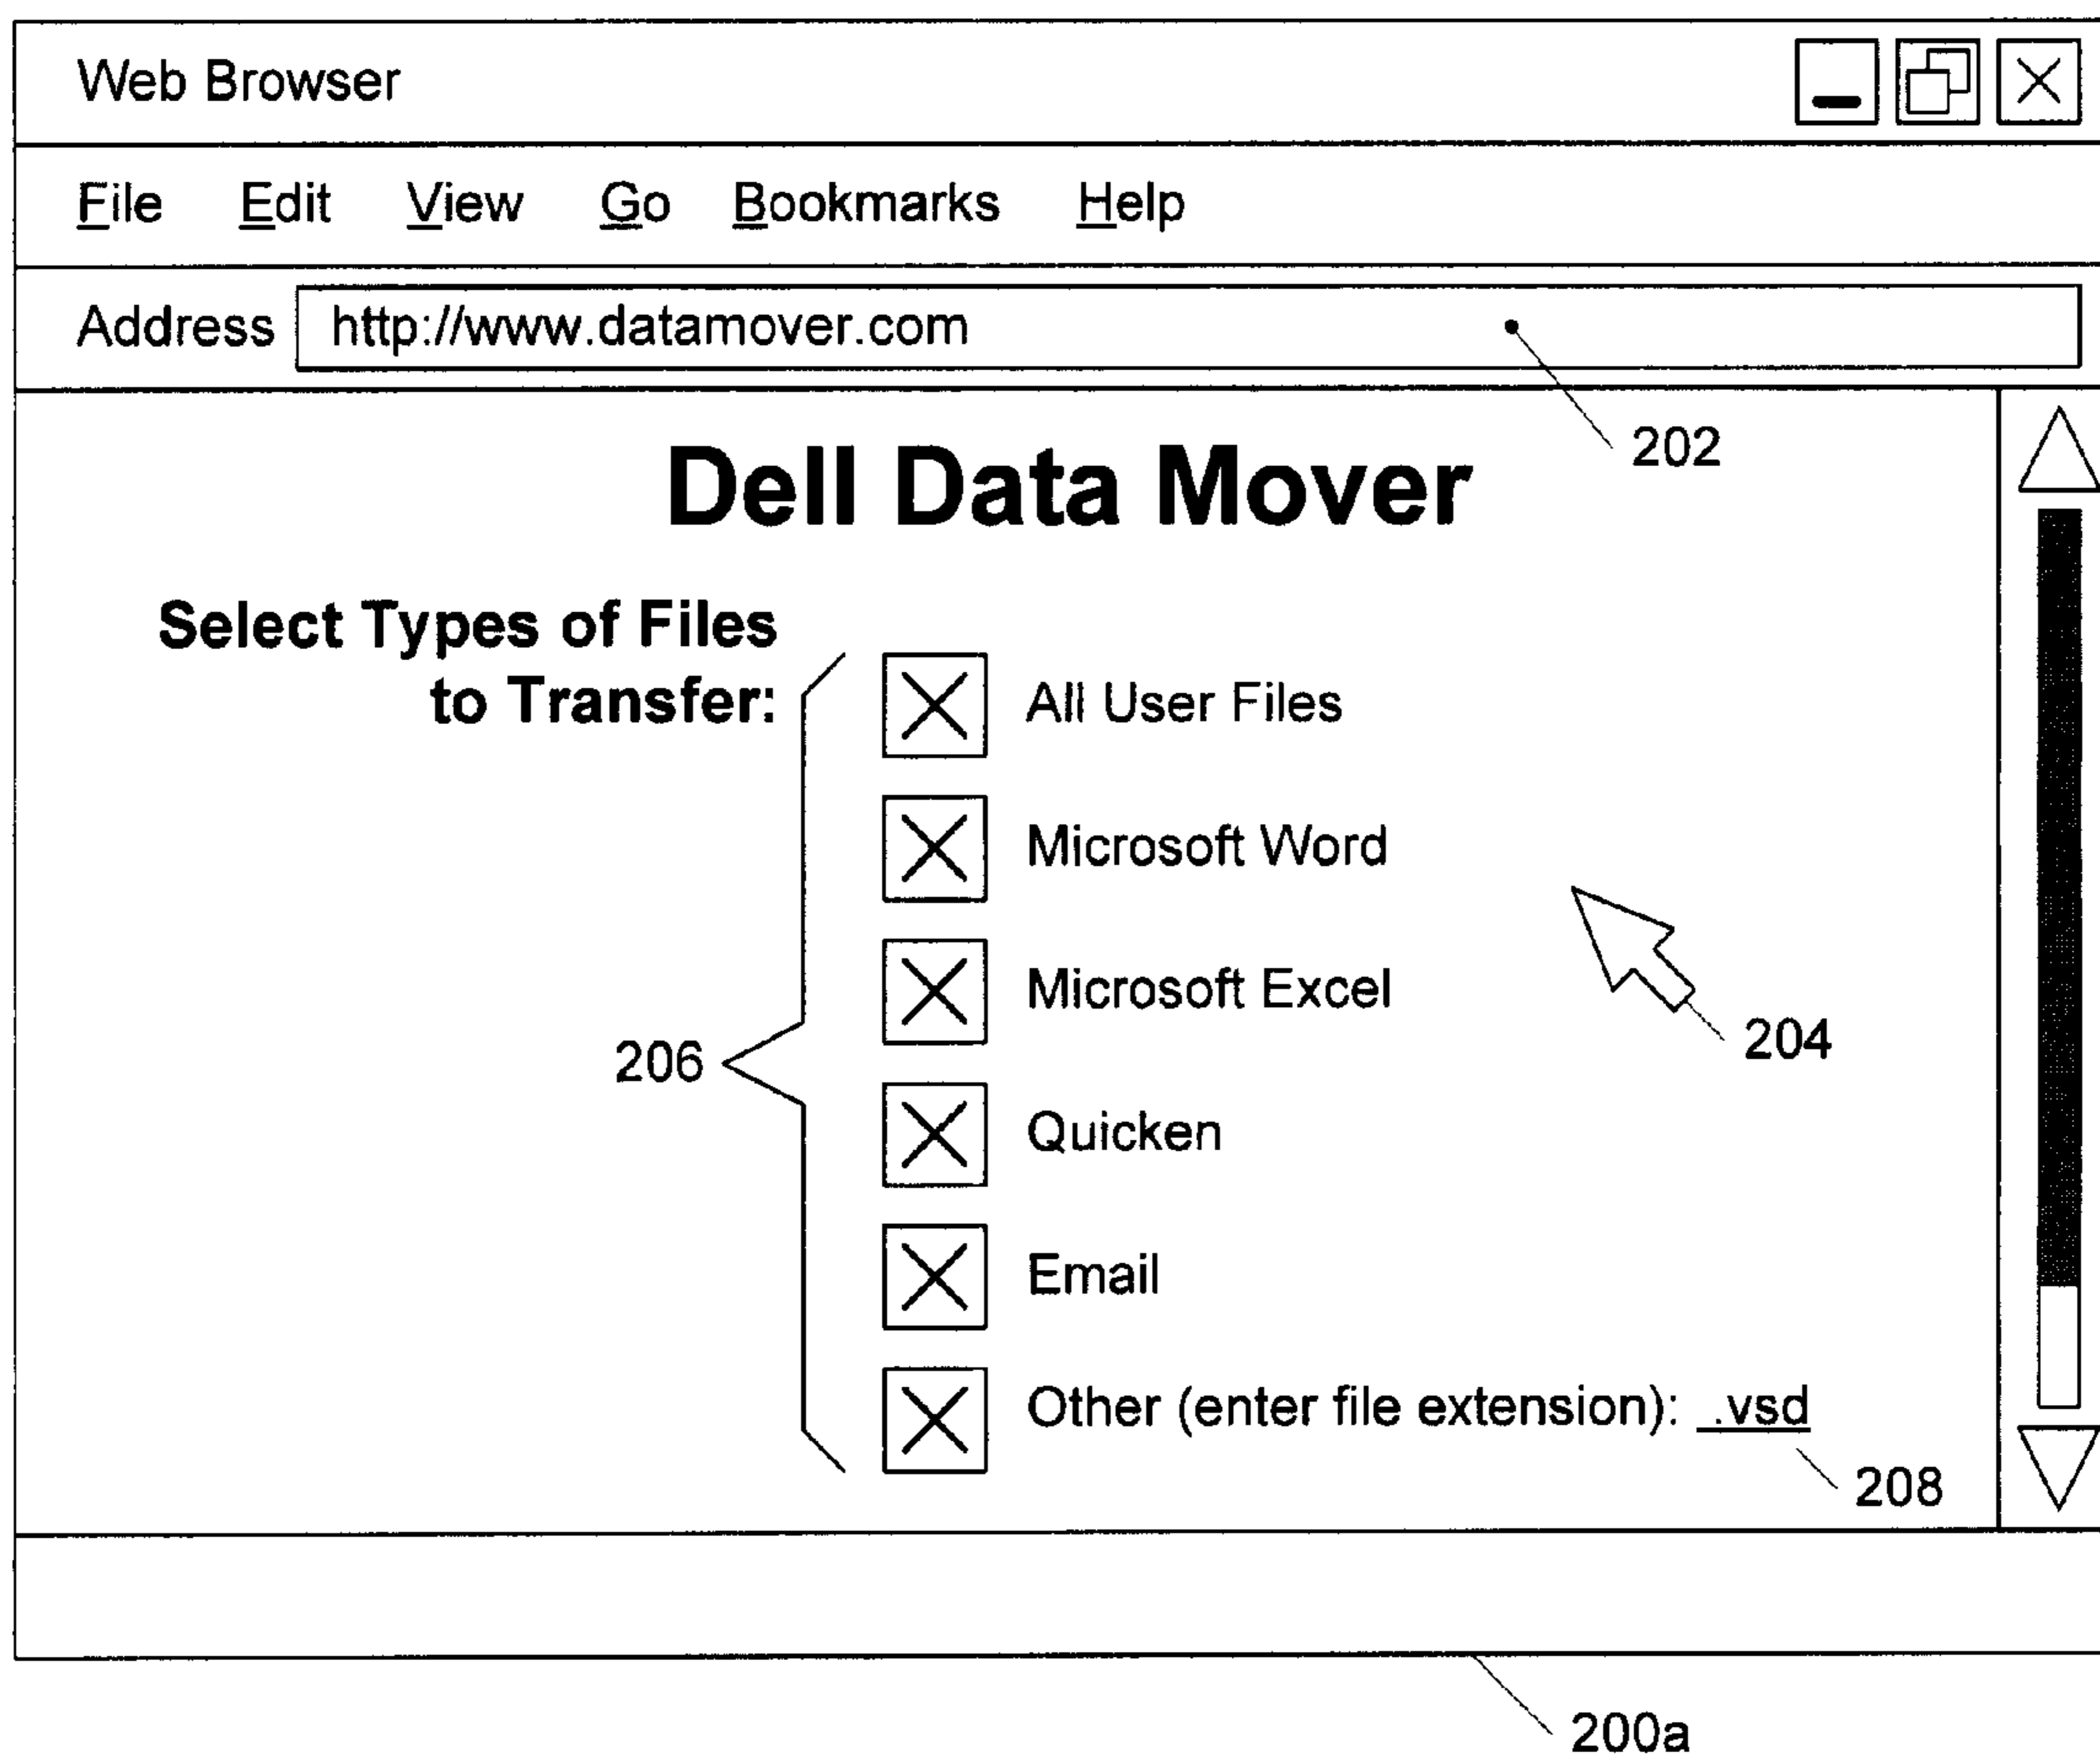 Web Browser
File Edit View Go Bookmarks Help
Address http://www.datamover.com
202
Dell Data Mover
Select Types of Files
to Transfer:
All User Files
Microsoft Word
Microsoft Excel
204
206
Quicken
Email
Other (enter file extension): .vsd
208
200a